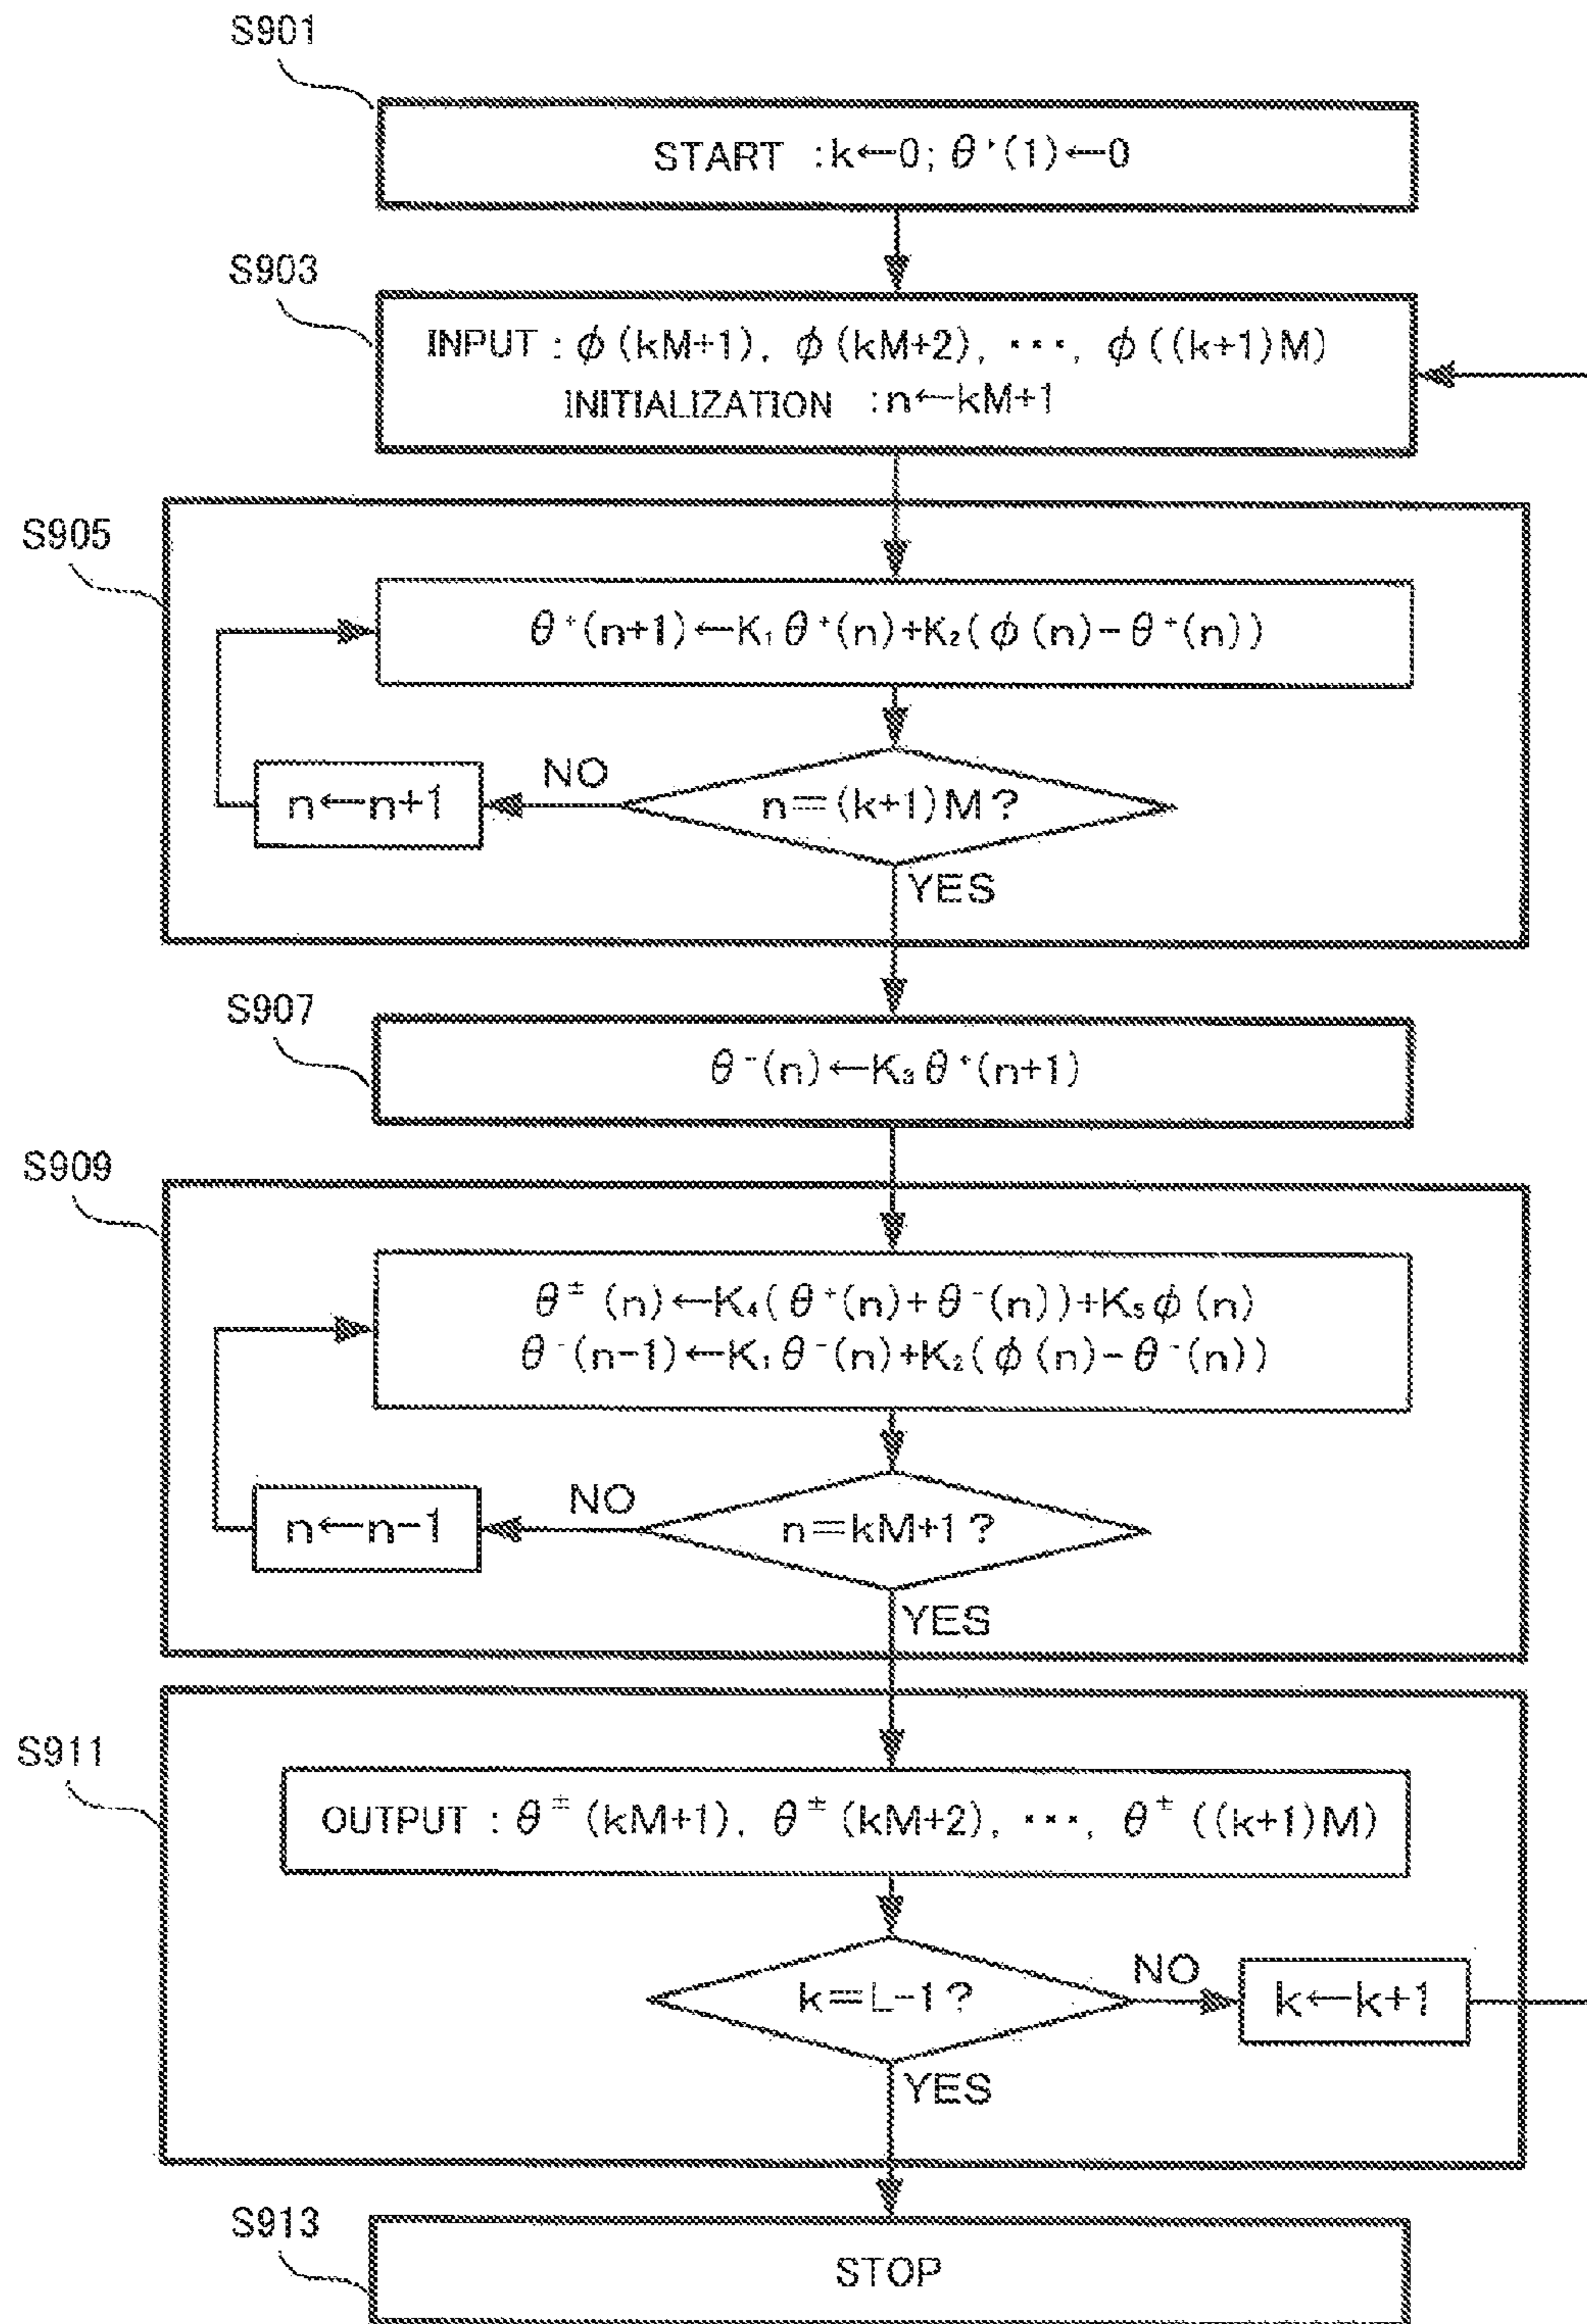 S901
START :k←0; θ⁺(1)←0
S903
INPUT : ϕ(kM+1), ϕ(kM+2), ···, ϕ((k+1)M)
INITIALIZATION :n←kM+1
S905
θ⁺(n+1)←K₁θ⁺(n)+K₂(ϕ(n)-θ⁺(n))
n=(k+1)M?
NO
n←n+1
YES
S907
θ⁻(n)←K₃θ⁺(n+1)
S909
θ±(n)←K₄(θ⁺(n)+θ⁻(n))+K₅ϕ(n)
θ⁻(n-1)←K₁θ⁻(n)+K₂(ϕ(n)-θ⁻(n))
n=kM+1?
NO
n←n-1
YES
S911
OUTPUT : θ±(kM+1), θ±(kM+2), ···, θ±((k+1)M)
k=L-1?
NO
k←k+1
YES
S913
STOP